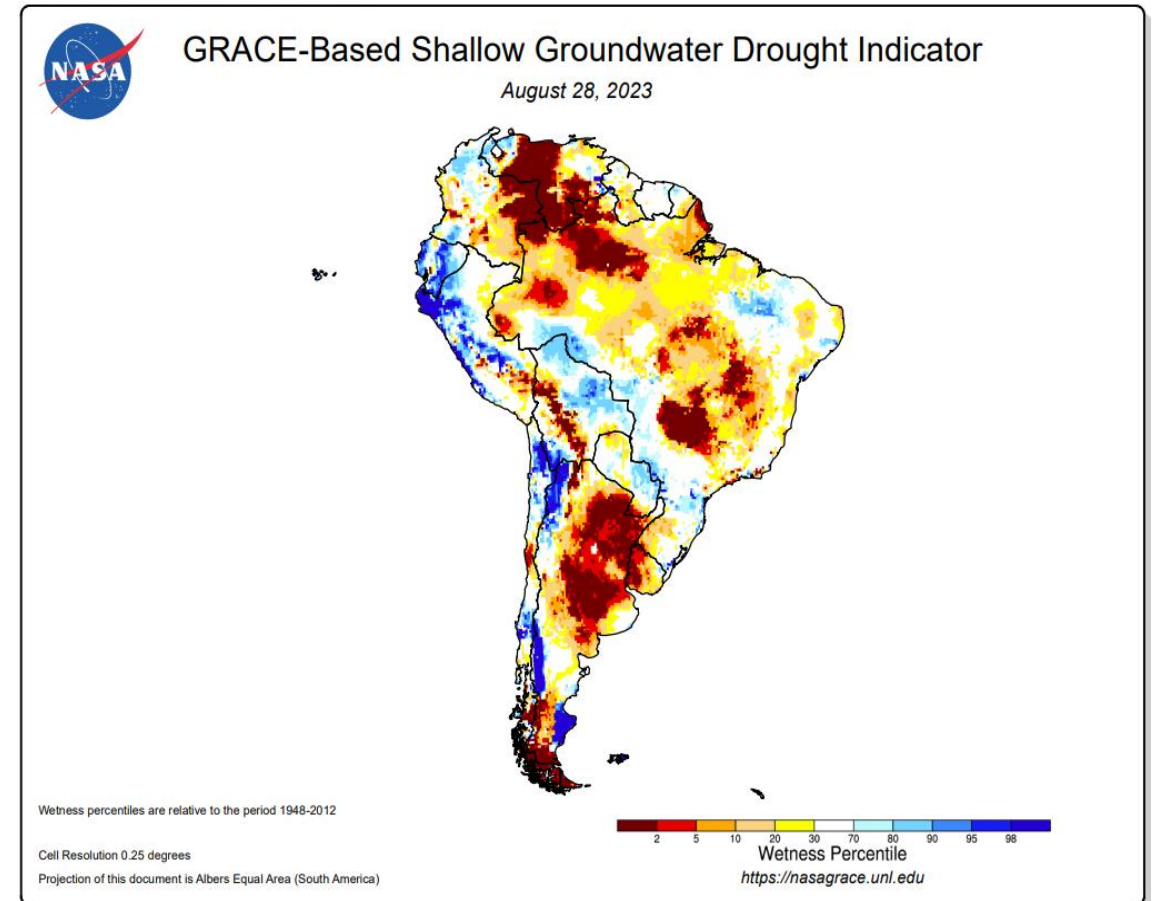 NASA
GRACE-Based Shallow Groundwater Drought Indicator
August 28, 2023
Wetness percentiles are relative to the period 1948-2012
Cell Resolution 0.25 degrees
Projection of this document is Albers Equal Area (South America)
2 5 10 20 30 70 80 90 95 98
Wetness Percentile
https://nasagrace.unl.edu